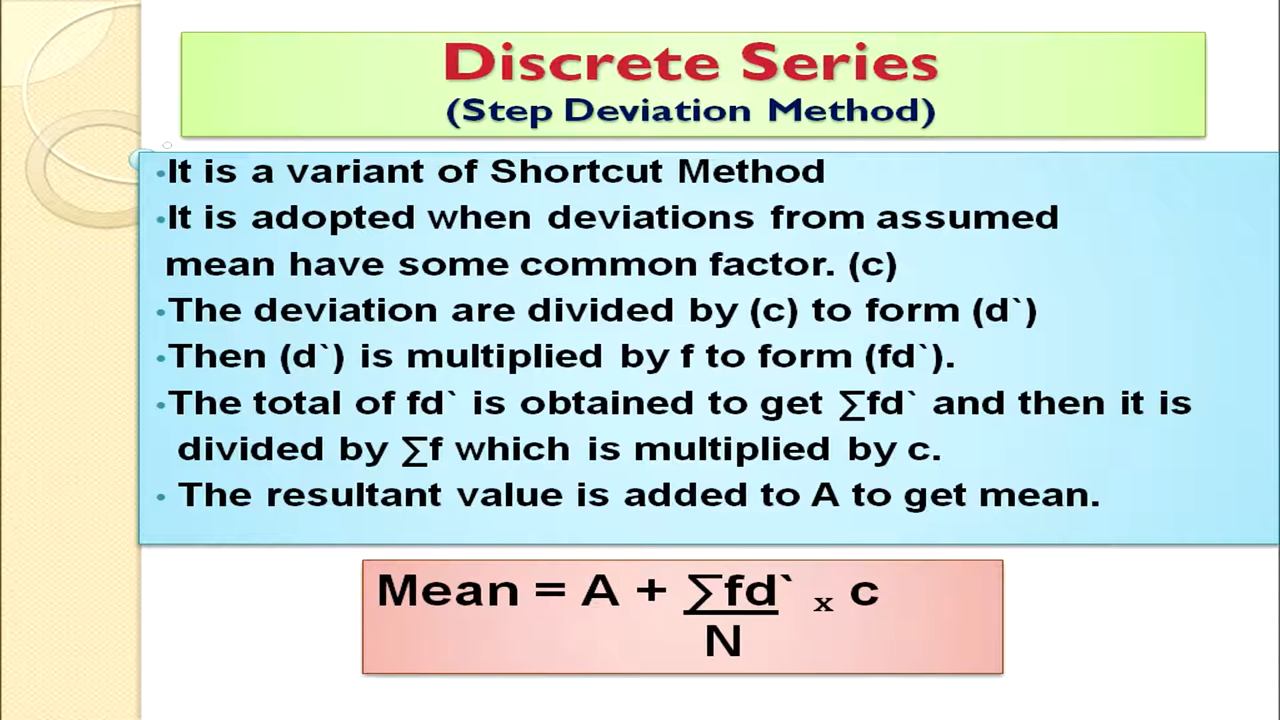 Discrete Series
(Step Deviation Method)
•It is a variant of Shortcut Method
•It is adopted when deviations from assumed
mean have some common factor. (c)
•The deviation are divided by (c) to form (d`)
•Then (d`) is multiplied by f to form (fd`).
•The total of fd` is obtained to get ∑fd` and then it is
divided by ∑f which is multiplied by c.
• The resultant value is added to A to get mean.
Mean = A + ∑fd` x c
N